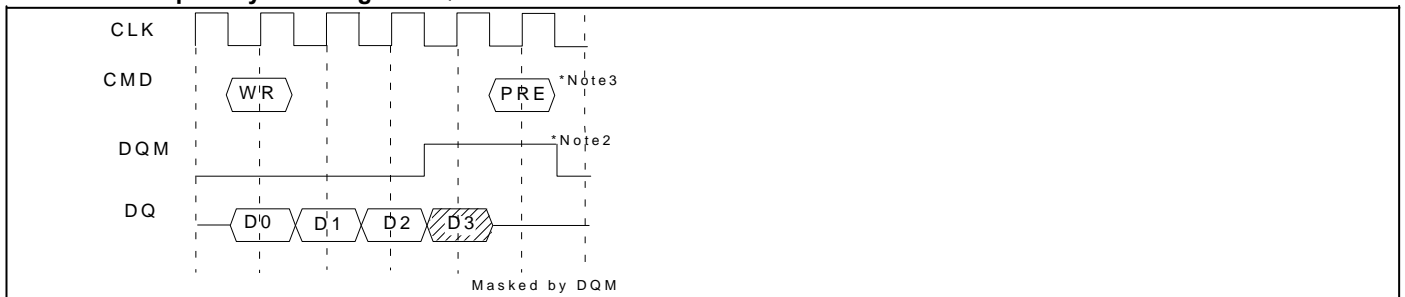 CLK
CMD WR PRE *Note3
DQM *Note2
DQ D0 D1 D2 D3
Masked by DQM